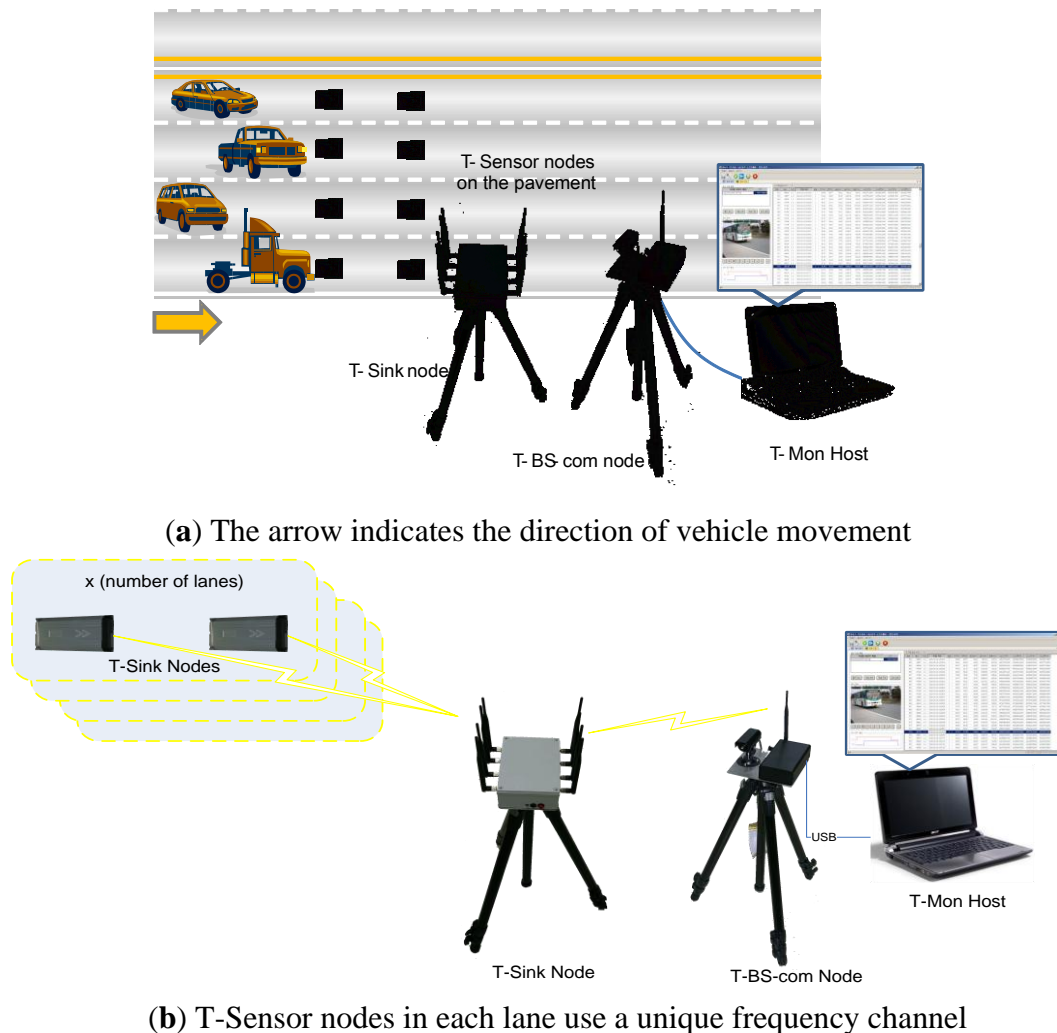 T- Sensor nodes
on the pavement
T- Sink node
T- BS- com node
T- Mon Host
(a) The arrow indicates the direction of vehicle movement
x (number of lanes)
T-Sink Nodes
USB
T-Mon Host
T-Sink Node
T-BS-com Node
(b) T-Sensor nodes in each lane use a unique frequency channel